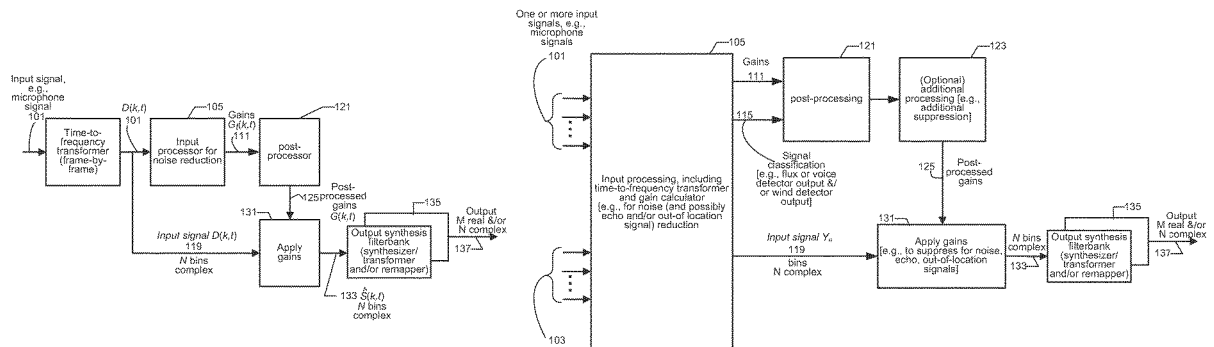 Input signal,
e.g.,
microphone
signal
101
Time-to-
frequency
transformer
(frame-by-
frame)
D(k,t)
101
105
Input
processor for
noise reduction
Gains
Gf(k,t)
111
121
post-
processor
125
Post-
processed
gains
G(k,t)
131
Input signal D(k,t)
119
N bins
complex
Apply
gains
135
Output synthesis
filterbank
(synthesizer/
transformer
and/or remapper)
Output
M real &/or
N complex
137
133 Ŝ(k,t)
N bins
complex
One or more input
signals, e.g.,
microphone
signals
101
103
105
Input processing, including
time-to-frequency transformer
and gain calculator
[e.g., for noise (and possibly
echo and/or out-of location
signal) reduction
Gains
111
115
Signal
classification
[e.g., flux or voice
detector output &/
or wind detector
output]
121
post-processing
123
(Optional)
additional
processing [e.g.,
additional
suppression]
125
Post-
processed
gains
131
Input signal Yn
119
bins
N complex
Apply gains
[e.g., to suppress for noise,
echo, out-of-location
signals]
N bins
complex
133
135
Output synthesis
filterbank
(synthesizer/
transformer
and/or remapper)
Output
M real &/or
N complex
137